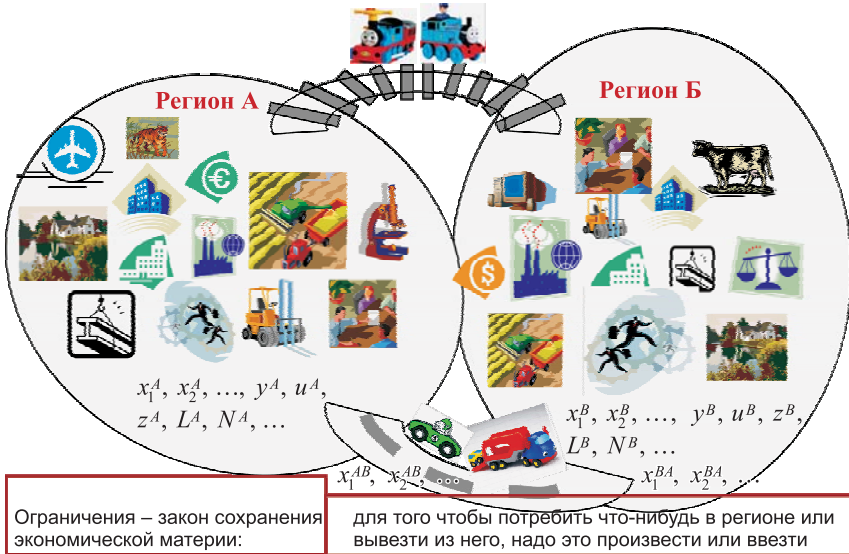 Регион А
Регион Б
€
$
x₁ᴬ, x₂ᴬ, …, yᴬ, uᴬ,
zᴬ, Lᴬ, Nᴬ, …
x₁ᴮ, x₂ᴮ, …, yᴮ, uᴮ, zᴮ,
Lᴮ, Nᴮ, …
x₁ᴬᴮ, x₂ᴬᴮ, …
x₁ᴮᴬ, x₂ᴮᴬ, …
Ограничения – закон сохранения
экономической материи:
для того чтобы потребить что-нибудь в регионе или
вывезти из него, надо это произвести или ввезти